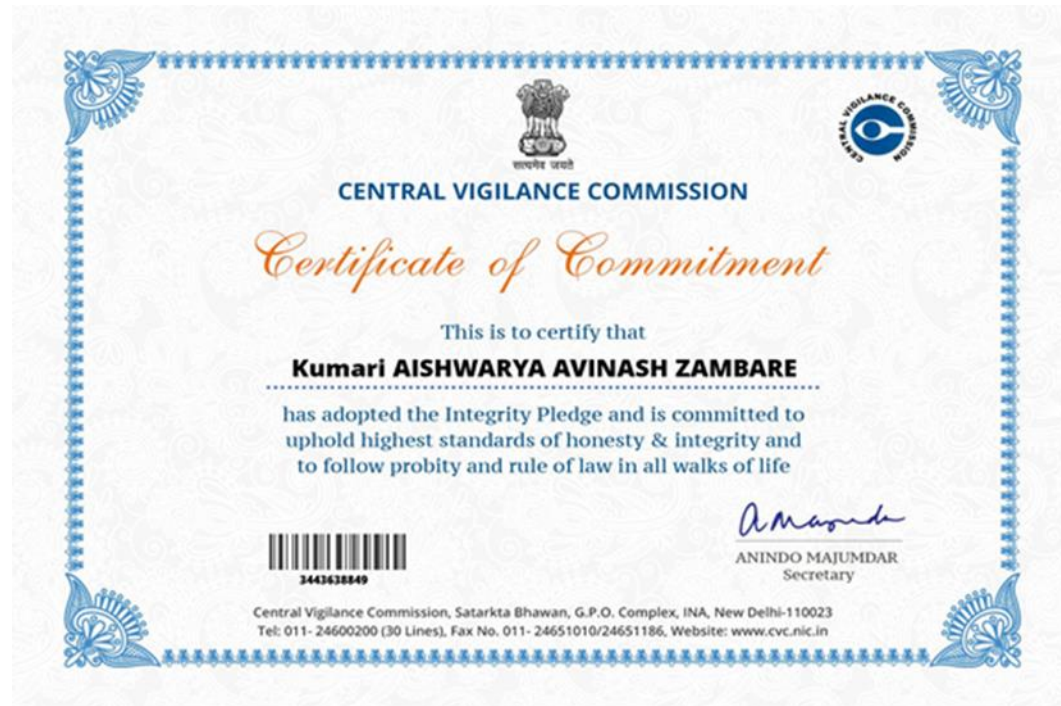 सत्यमेव जयते
CENTRAL VIGILANCE COMMISSION
CENTRAL VIGILANCE COMMISSION
Certificate of Commitment
This is to certify that
Kumari AISHWARYA AVINASH ZAMBARE
has adopted the Integrity Pledge and is committed to
uphold highest standards of honesty & integrity and
to follow probity and rule of law in all walks of life
ANINDO MAJUMDAR
Secretary
3443638849
Central Vigilance Commission, Satarkta Bhawan, G.P.O. Complex, INA, New Delhi-110023
Tel: 011- 24600200 (30 Lines), Fax No. 011- 24651010/24651186, Website: www.cvc.nic.in